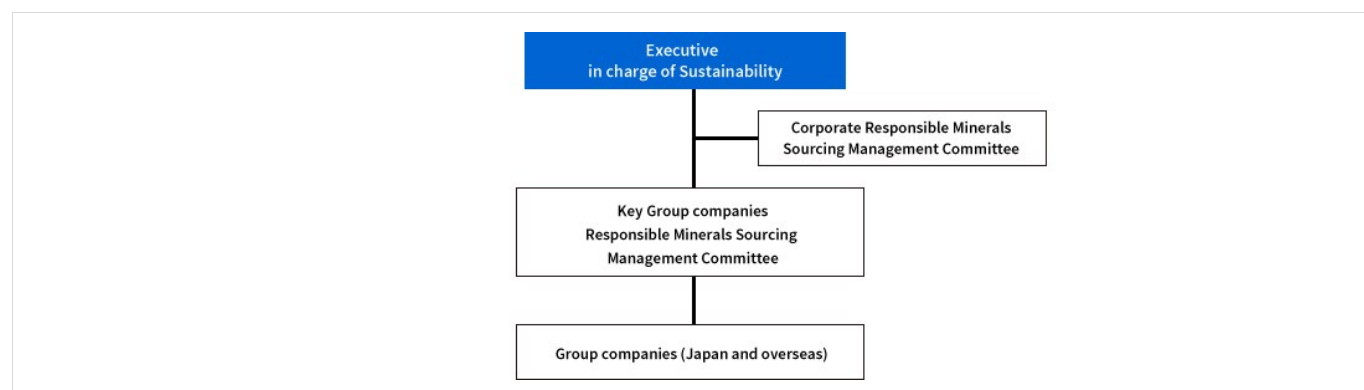 Executive
in charge of Sustainability
Corporate Responsible Minerals
Sourcing Management Committee
Key Group companies
Responsible Minerals Sourcing
Management Committee
Group companies (Japan and overseas)